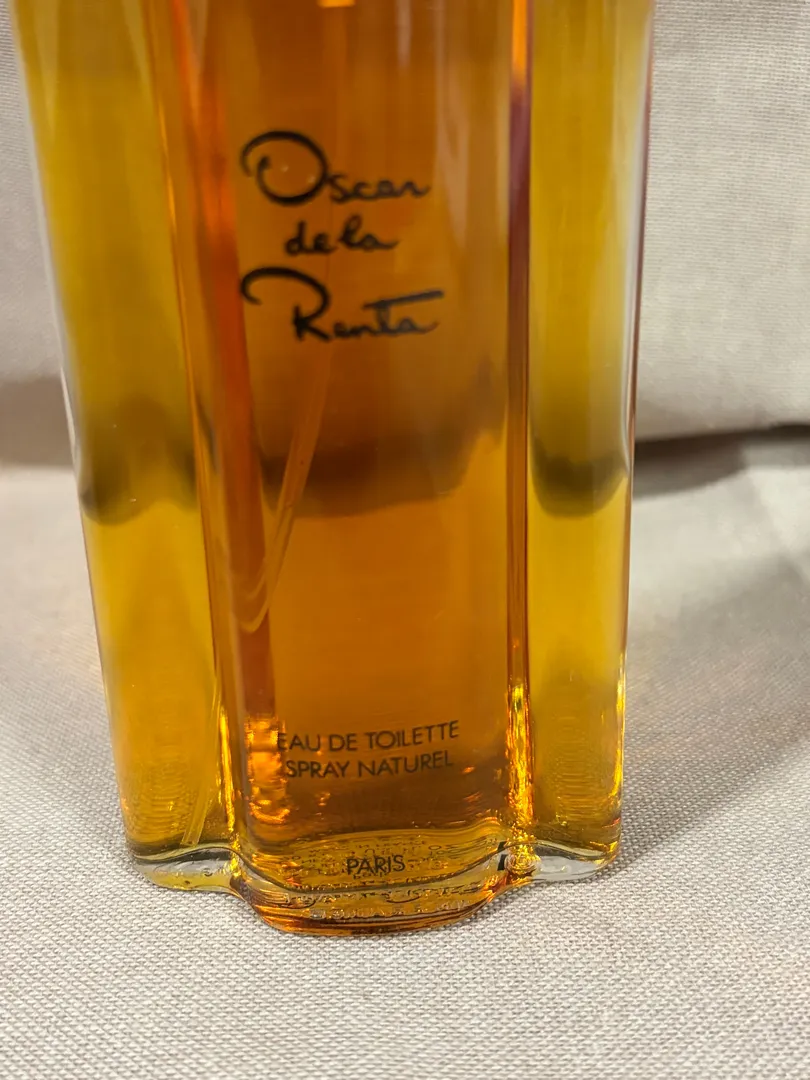 Oscar
de la
Renta
EAU DE TOILETTE
SPRAY NATUREL
PARIS